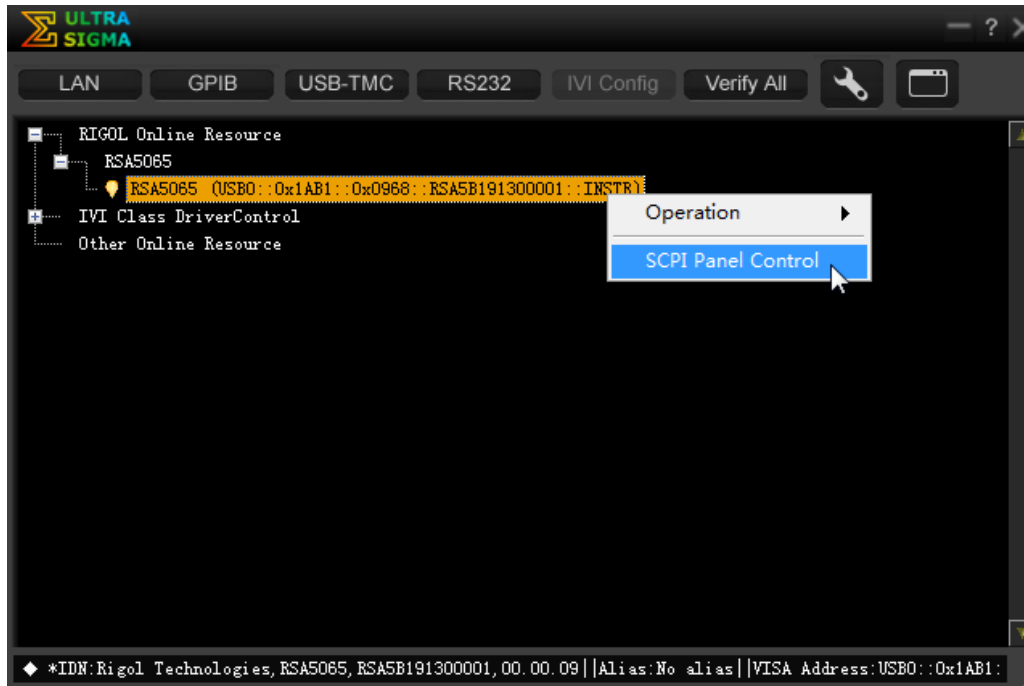 ULTRA
SIGMA
?
LAN GPIB USB-TMC RS232 IVI Config Verify All
RIGOL Online Resource
RSA5065
RSA5065 (USB0::0x1AB1::0x0968::RSA5B191300001::INSTR)
Operation
IVI Class DriverControl
Other Online Resource
SCPI Panel Control
*IDN:Rigol Technologies,RSA5065,RSA5B191300001,00.00.09||Alias:No alias||VISA Address:USB0::0x1AB1: